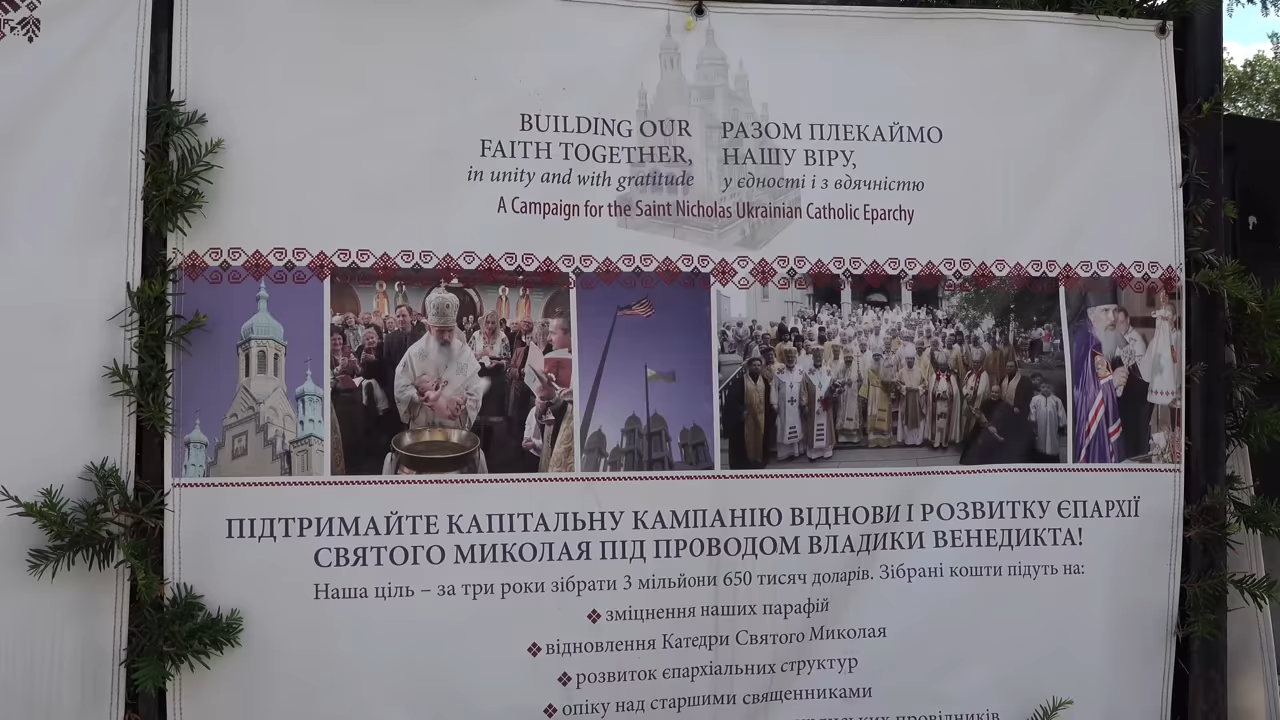 BUILDING OUR
FAITH TOGETHER,
in unity and with gratitude
РАЗОМ ПЛЕКАЙМО
НАШУ ВІРУ,
у єдності і з вдячністю
A Campaign for the Saint Nicholas Ukrainian Catholic Eparchy
ПІДТРИМАЙТЕ КАПІТАЛЬНУ КАМПАНІЮ ВІДНОВИ І РОЗВИТКУ ЄПАРХІЇ
СВЯТОГО МИКОЛАЯ ПІД ПРОВОДОМ ВЛАДИКИ ВЕНЕДИКТА!
Наша ціль – за три роки зібрати 3 мільйони 650 тисяч доларів. Зібрані кошти підуть на:
❖ зміцнення наших парафій
❖ відновлення Катедри Святого Миколая
❖ розвиток єпархіальних структур
❖ опіку над старшими священниками
провідників